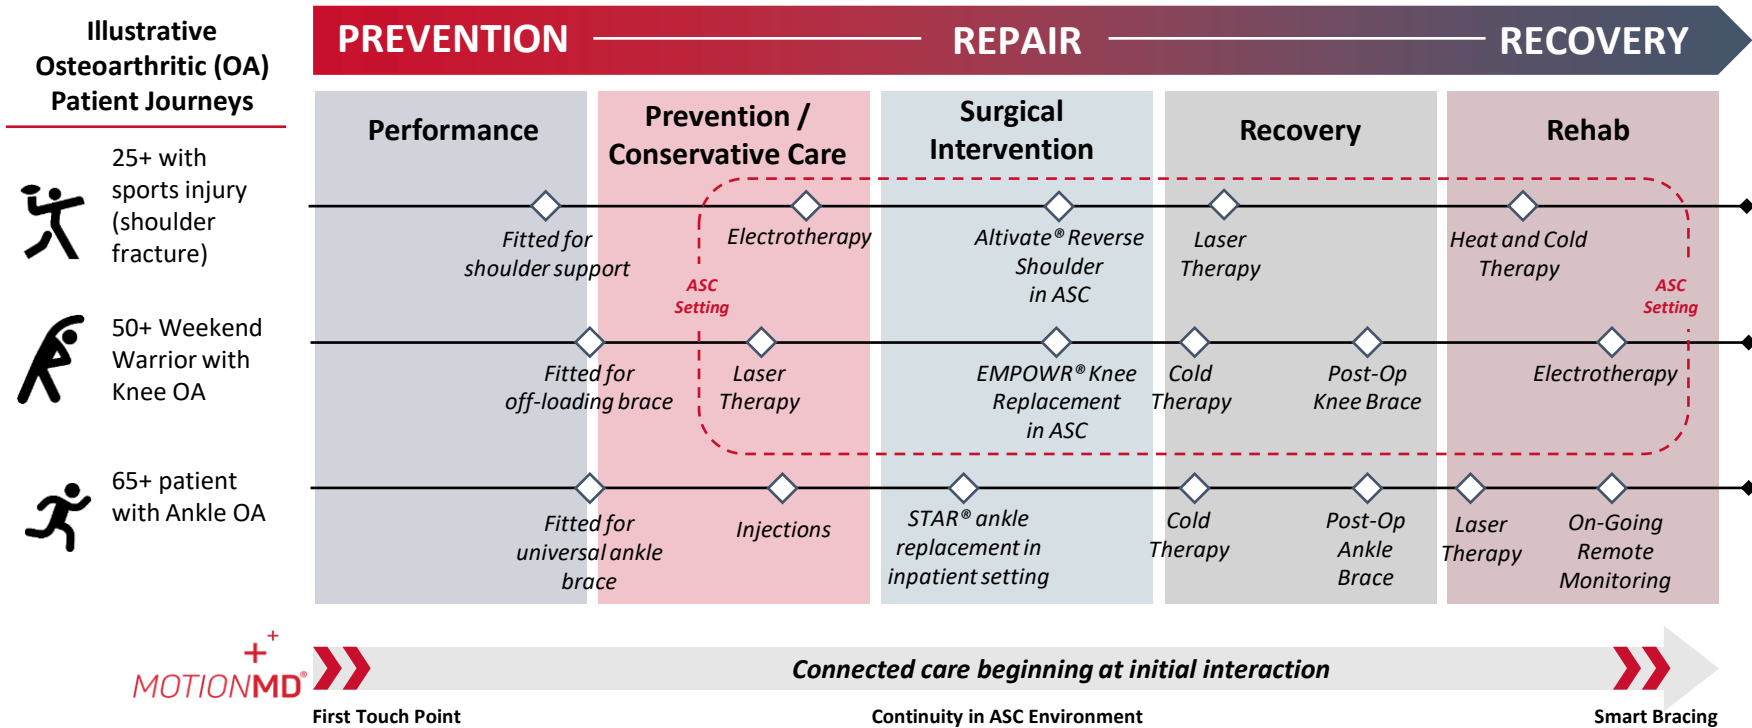 Illustrative
Osteoarthritic (OA)
Patient Journeys
PREVENTION
REPAIR
RECOVERY
Performance
Prevention /
Conservative Care
Surgical
Intervention
Recovery
Rehab
25+ with
sports injury
(shoulder
fracture)
Fitted for
shoulder support
Electrotherapy
Altivate® Reverse
Shoulder
in ASC
Laser
Therapy
Heat and Cold
Therapy
ASC
Setting
ASC
Setting
50+ Weekend
Warrior with
Knee OA
Fitted for
off-loading brace
Laser
Therapy
EMPOWR® Knee
Replacement
in ASC
Cold
Therapy
Post-Op
Knee Brace
Electrotherapy
65+ patient
with Ankle OA
Fitted for
universal ankle
brace
Injections
STAR® ankle
replacement in
inpatient setting
Cold
Therapy
Post-Op
Ankle
Brace
Laser
Therapy
On-Going
Remote
Monitoring
MOTIONMD®
Connected care beginning at initial interaction
First Touch Point
Continuity in ASC Environment
Smart Bracing